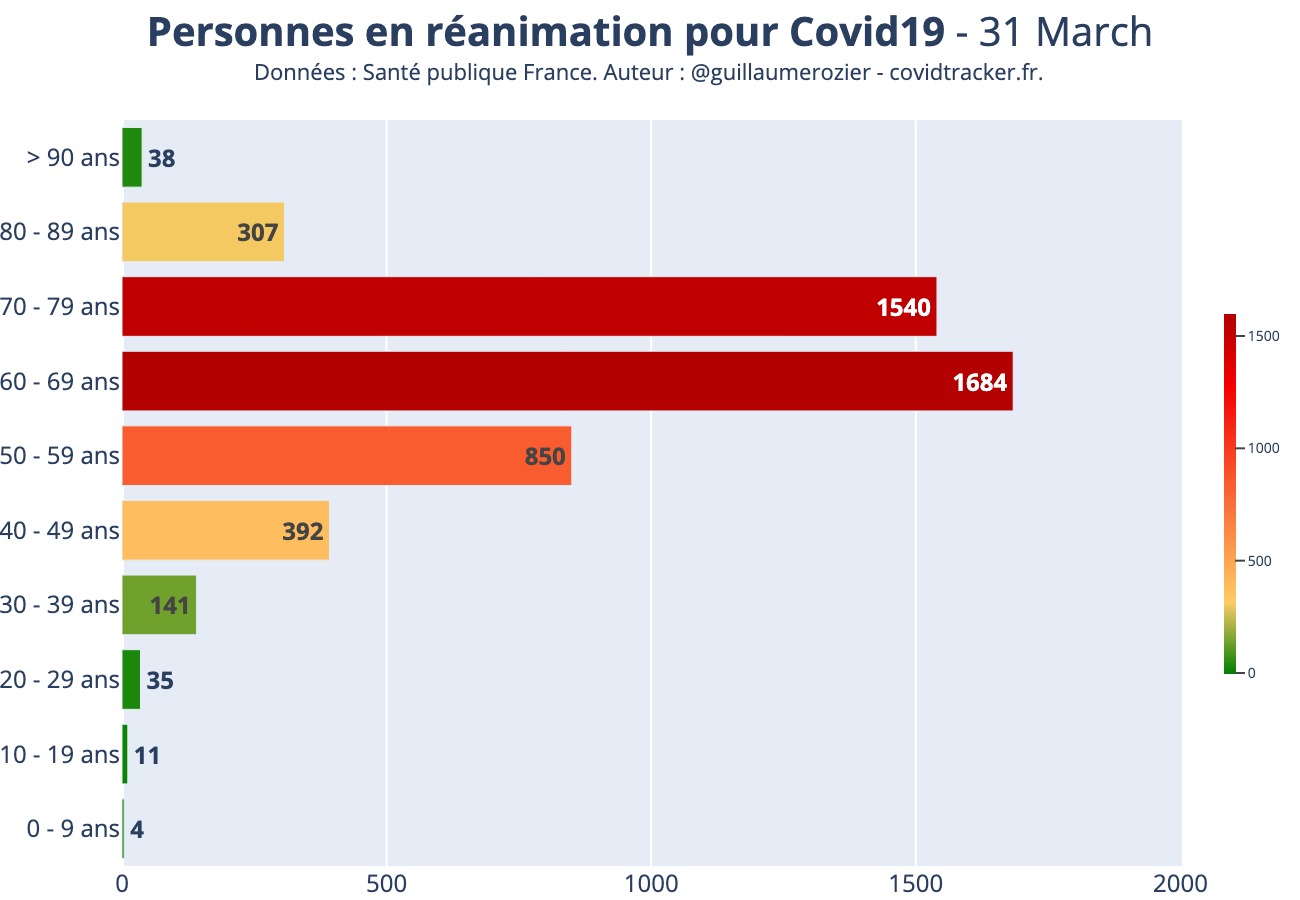 Personnes en réanimation pour Covid19 - 31 March
Données : Santé publique France. Auteur : @guillaumerozier - covidtracker.fr.
> 90 ans 38
80 - 89 ans 307
70 - 79 ans 1540
60 - 69 ans 1684
50 - 59 ans 850
40 - 49 ans 392
30 - 39 ans 141
20 - 29 ans 35
10 - 19 ans 11
0 - 9 ans 4
0 500 1000 1500 2000
1500
1000
500
0